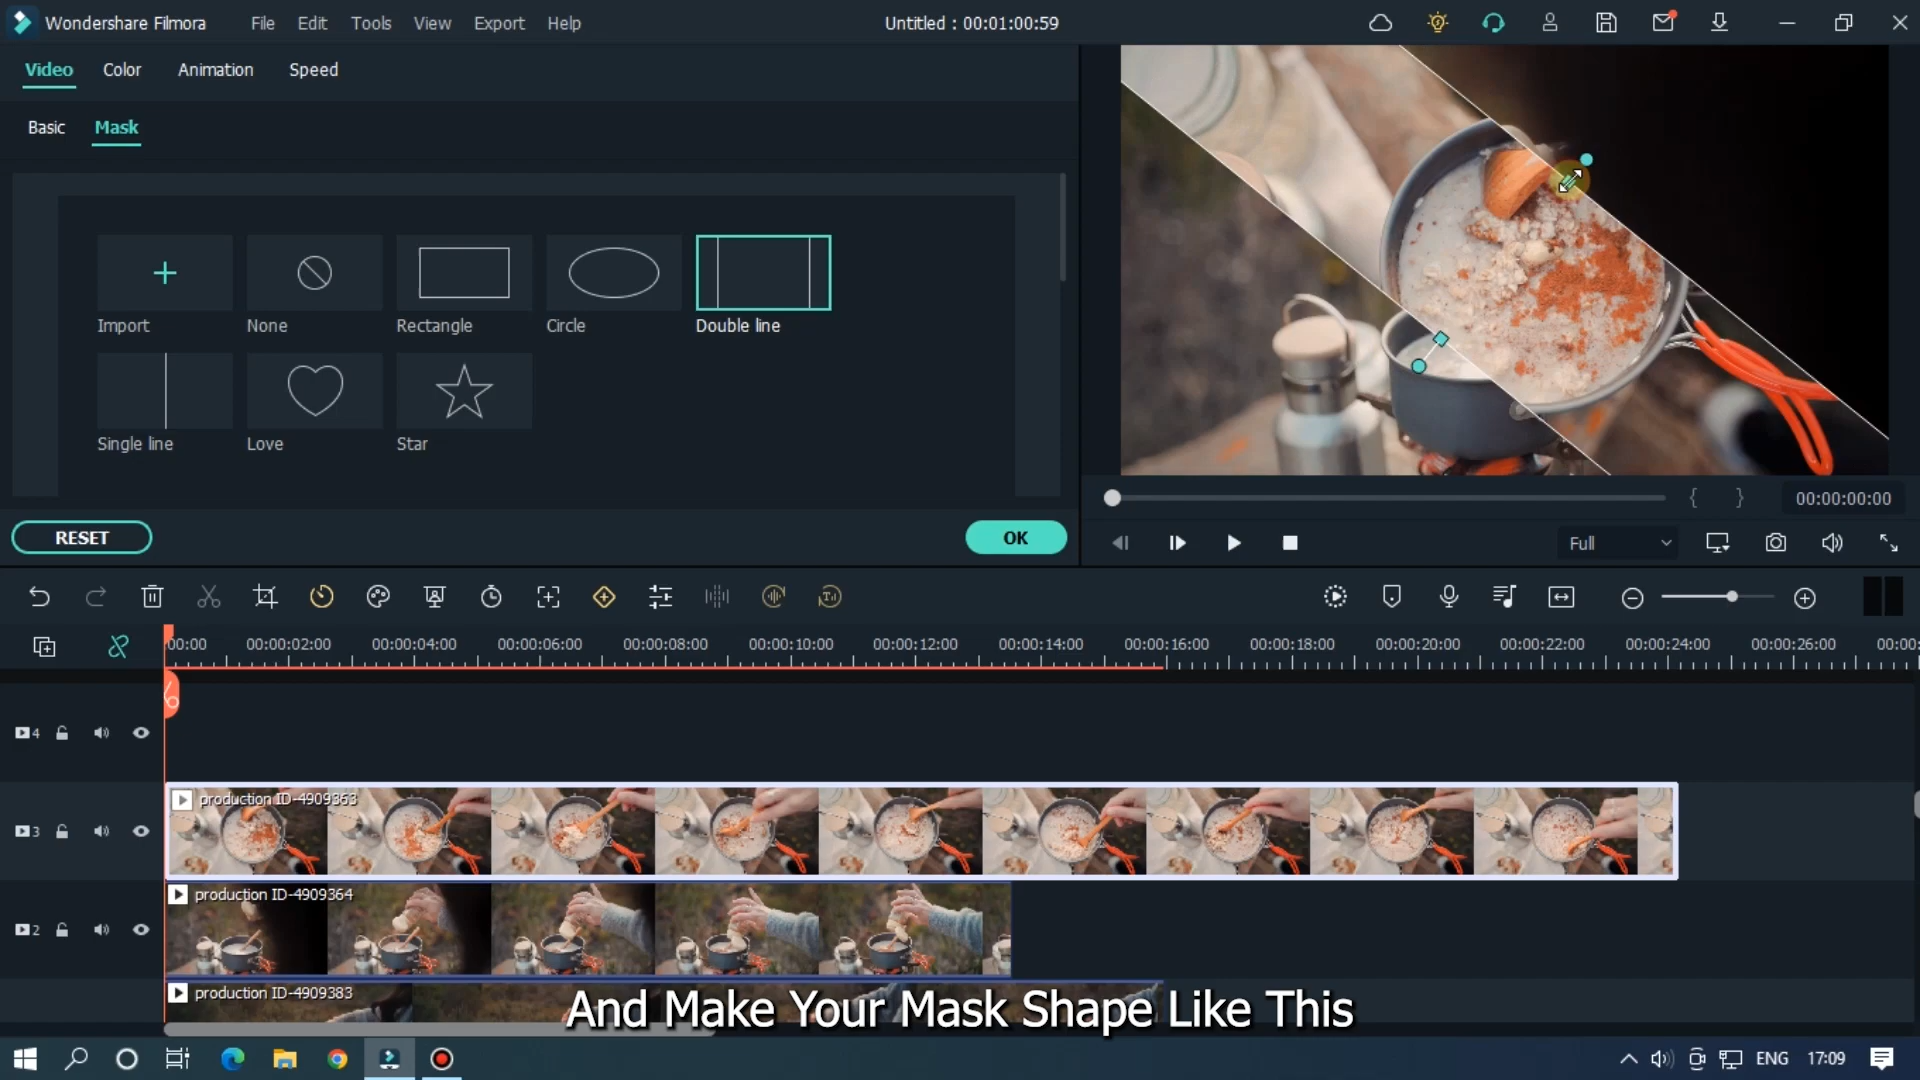 Wondershare Filmora
File Edit Tools View Export Help
Untitled : 00:01:00:59
Video Color Animation Speed
Basic Mask
Import None Rectangle Circle Double line
Single line Love Star
RESET
OK
00:00:00:00
Full
00:00 00:00:02:00 00:00:04:00 00:00:06:00 00:00:08:00 00:00:10:00 00:00:12:00 00:00:14:00 00:00:16:00 00:00:18:00 00:00:20:00 00:00:22:00 00:00:24:00 00:00:26:00 00:00:
4
3
production ID-4909363
2
production ID-4909364
production ID-4909383
And Make Your Mask Shape Like This
ENG 17:09